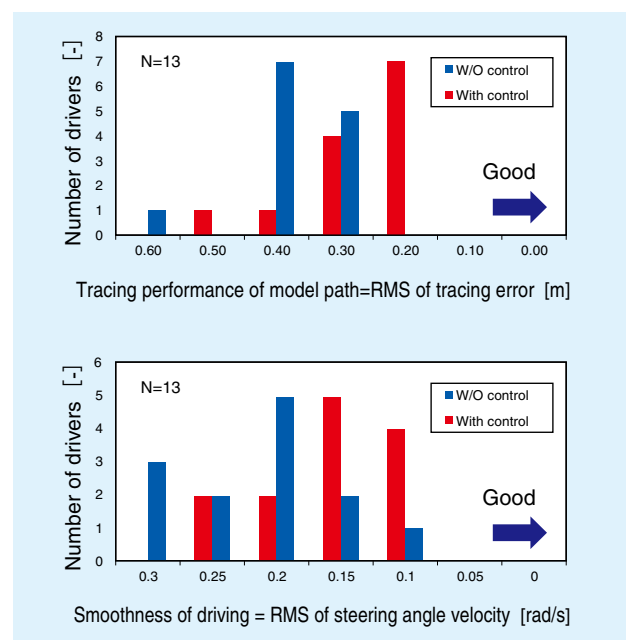 8
7
6
5
4
3
2
1
0
Number of drivers [-]
N=13
W/O control
With control
Good
0.60 0.50 0.40 0.30 0.20 0.10 0.00
Tracing performance of model path=RMS of tracing error [m]
6
5
4
3
2
1
0
Number of drivers [-]
N=13
W/O control
With control
Good
0.3 0.25 0.2 0.15 0.1 0.05 0
Smoothness of driving = RMS of steering angle velocity [rad/s]